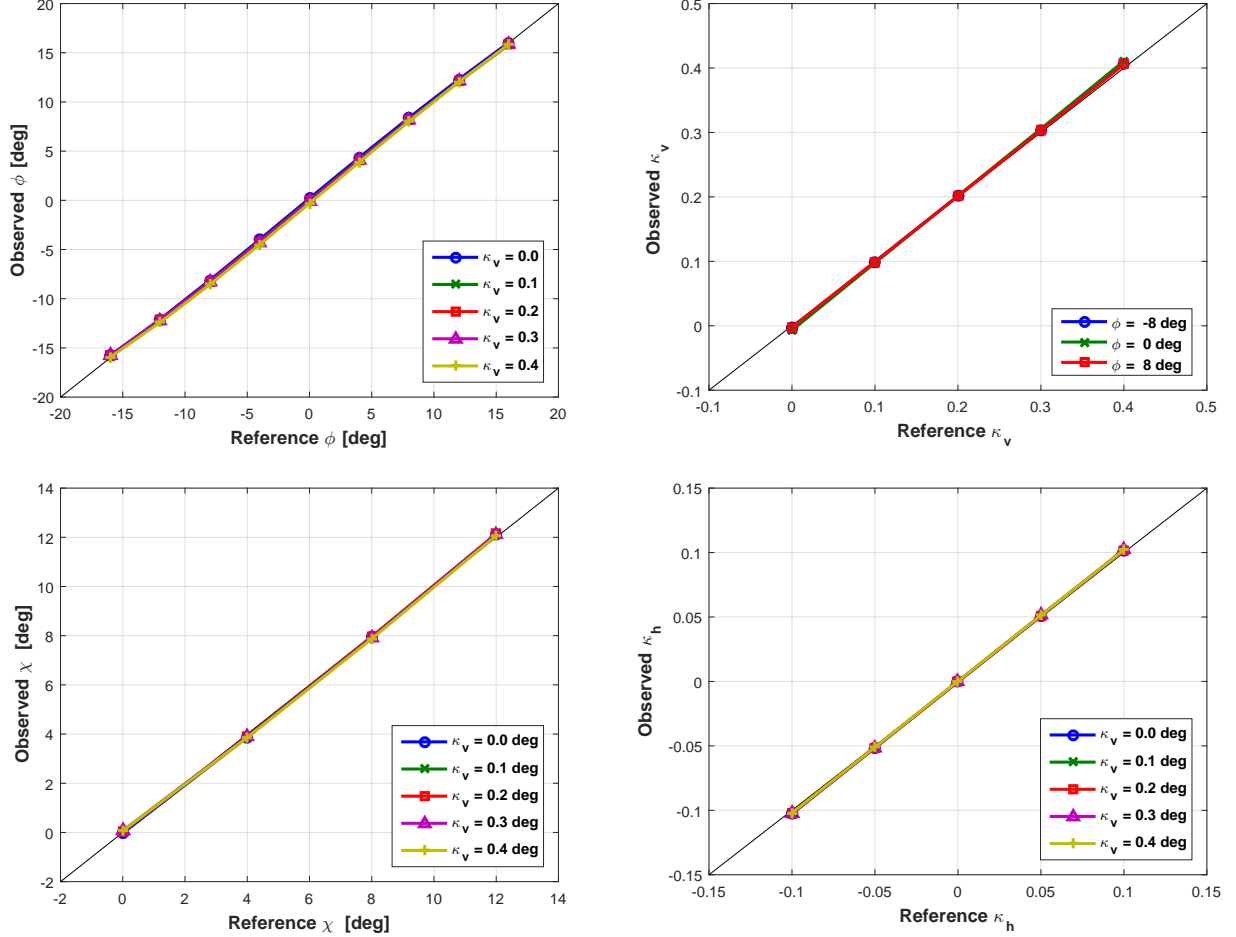 20
15
10
5
0
-5
-10
-15
-20
-20
-15
-10
-5
0
5
10
15
20
Observed ϕ [deg]
Reference ϕ [deg]
κv = 0.0
κv = 0.1
κv = 0.2
κv = 0.3
κv = 0.4
0.5
0.4
0.3
0.2
0.1
0
-0.1
-0.1
0
0.1
0.2
0.3
0.4
0.5
Observed κv
Reference κv
ϕ = -8 deg
ϕ = 0 deg
ϕ = 8 deg
14
12
10
8
6
4
2
0
-2
-2
0
2
4
6
8
10
12
14
Observed χ [deg]
Reference χ [deg]
κv = 0.0 deg
κv = 0.1 deg
κv = 0.2 deg
κv = 0.3 deg
κv = 0.4 deg
0.15
0.1
0.05
0
-0.05
-0.1
-0.15
-0.15
-0.1
-0.05
0
0.05
0.1
0.15
Observed κh
Reference κh
κv = 0.0 deg
κv = 0.1 deg
κv = 0.2 deg
κv = 0.3 deg
κv = 0.4 deg